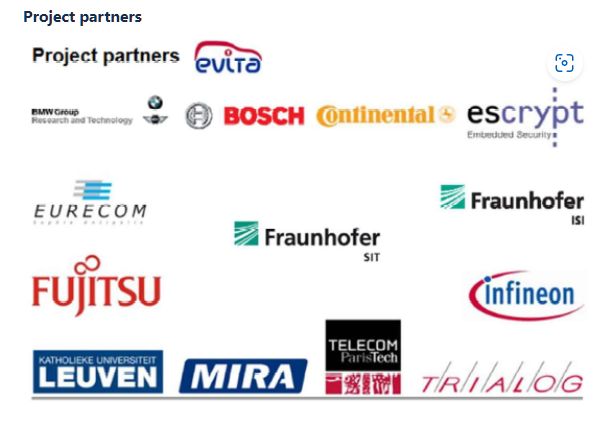 Project partners
Project partners evita
BMW Group
Research and Technology
BOSCH Continental escrypt
Embedded Security
EURECOM
Sophia Antipolis
Fraunhofer
ISI
Fraunhofer
SIT
FUJITSU
infineon
KATHOLIEKE UNIVERSITEIT
LEUVEN
MIRA
TELECOM
ParisTech
TRIALOG